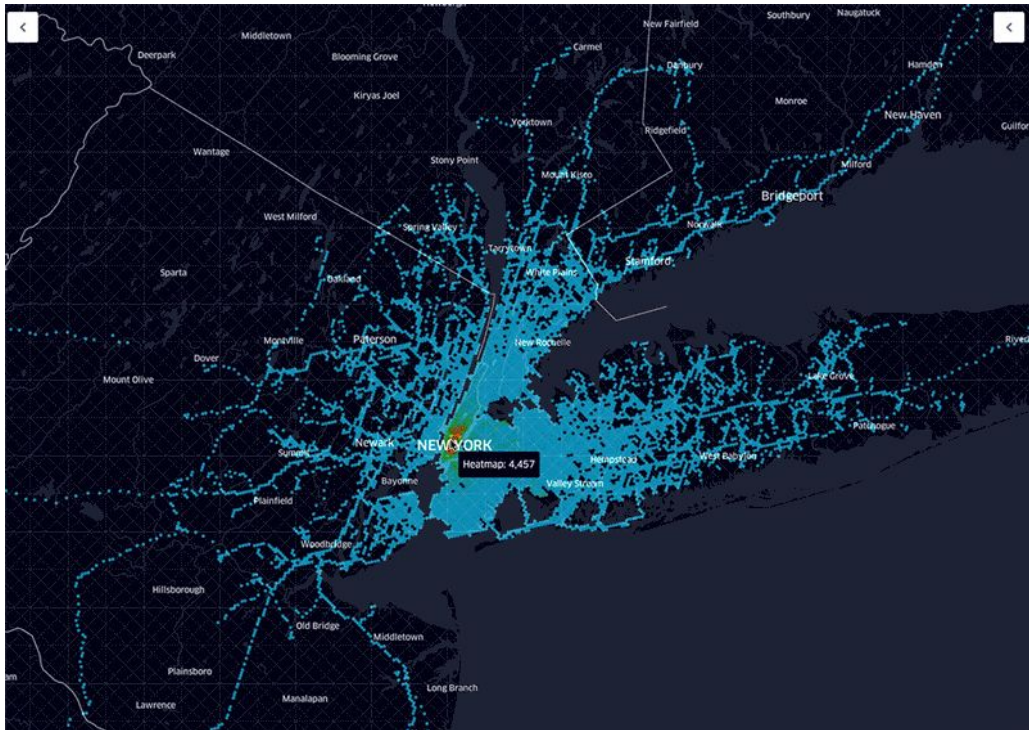 Southbury
Naugatuck
New Fairfield
Middletown
Carmel
Deerpark
Blooming Grove
Danbury
Hamden
Kiryas Joel
Monroe
New Haven
Yorktown
Ridgefield
Wantage
Stony Point
Milford
Mount Kisco
Bridgeport
West Milford
Spring Valley
Norwalk
Tarrytown
Stamford
Sparta
White Plains
Oakland
Montville
Paterson
New Rochelle
Dover
Mount Olive
Lake Grove
Newark
NEW YORK
Patchogue
Summit
Heatmap: 4,457
Hempstead
West Babylon
Bayonne
Valley Stream
Plainfield
Woodbridge
Hillsborough
Old Bridge
Middletown
Plainsboro
Long Branch
Manalapan
Lawrence